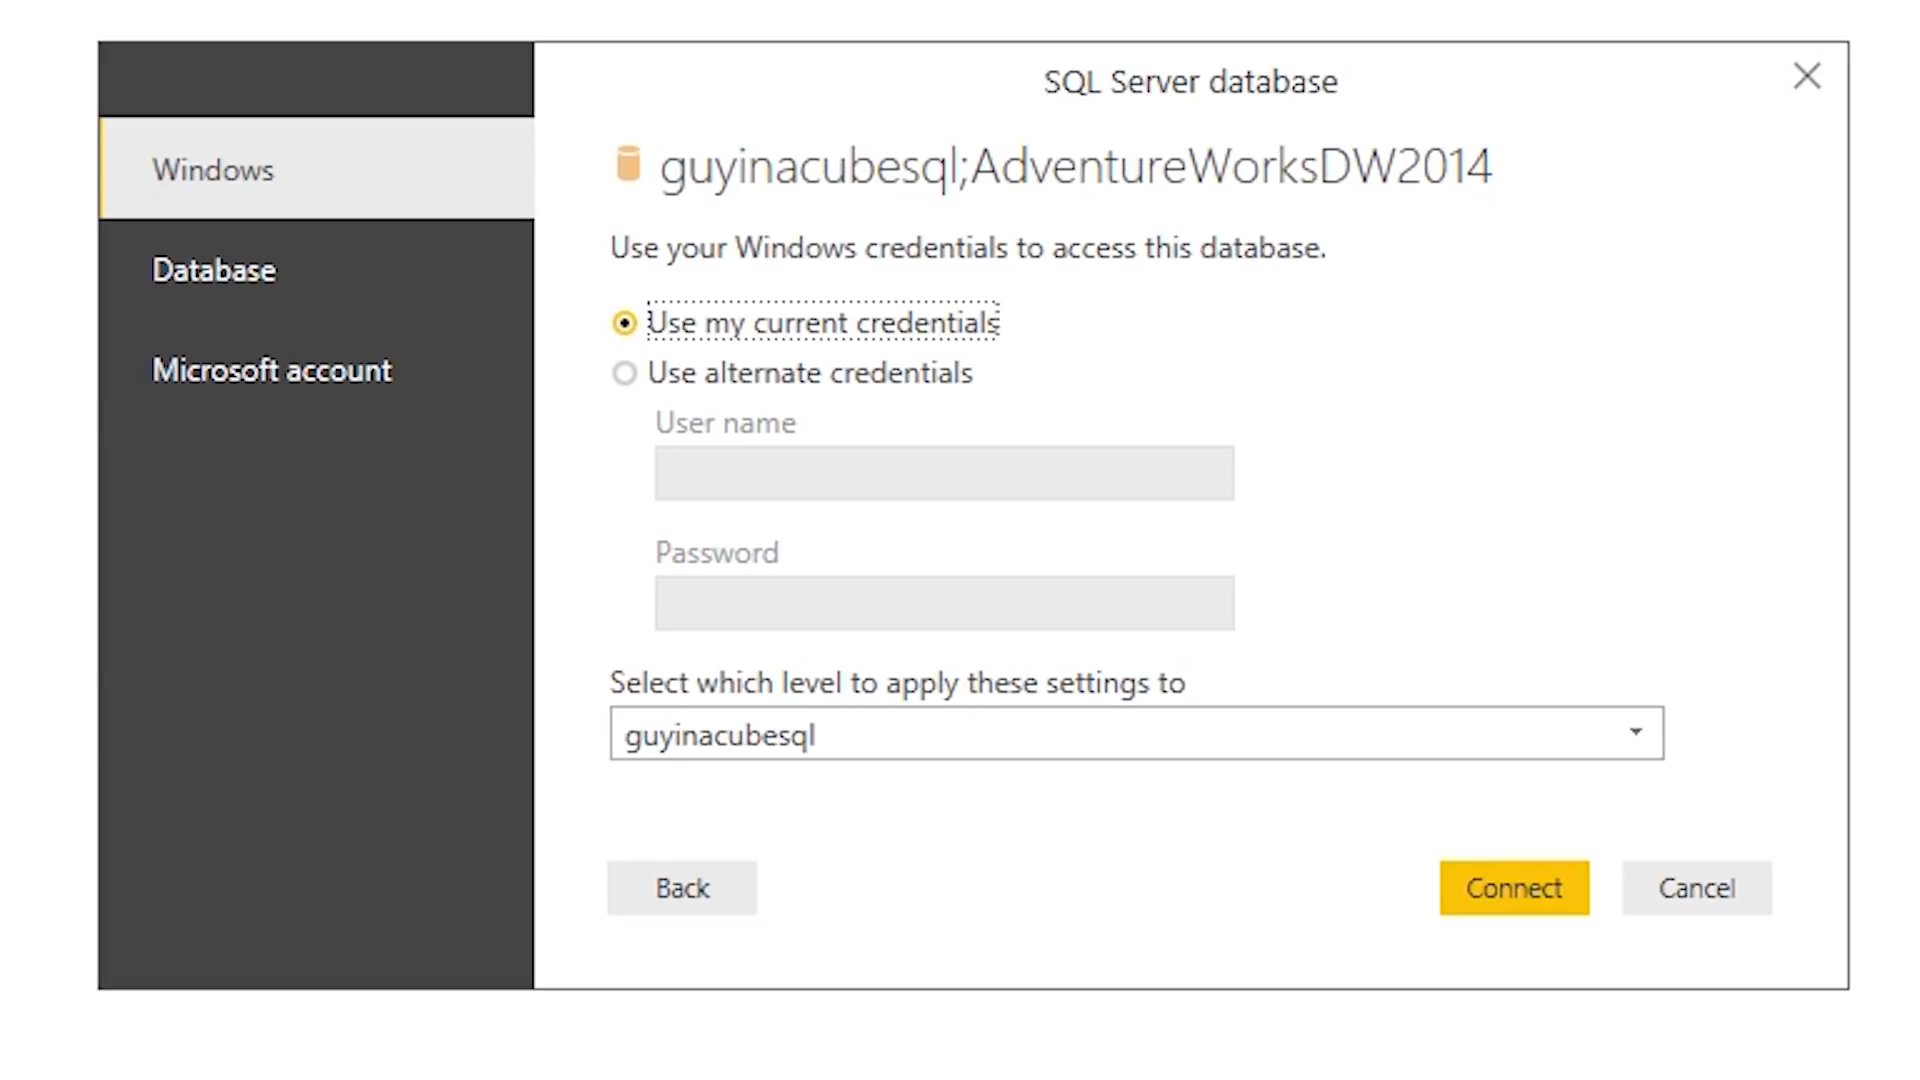 SQL Server database
Windows
Database
Microsoft account
guyinacubesql;AdventureWorksDW2014
Use your Windows credentials to access this database.
Use my current credentials
Use alternate credentials
User name
Password
Select which level to apply these settings to
guyinacubesql
Back
Connect
Cancel